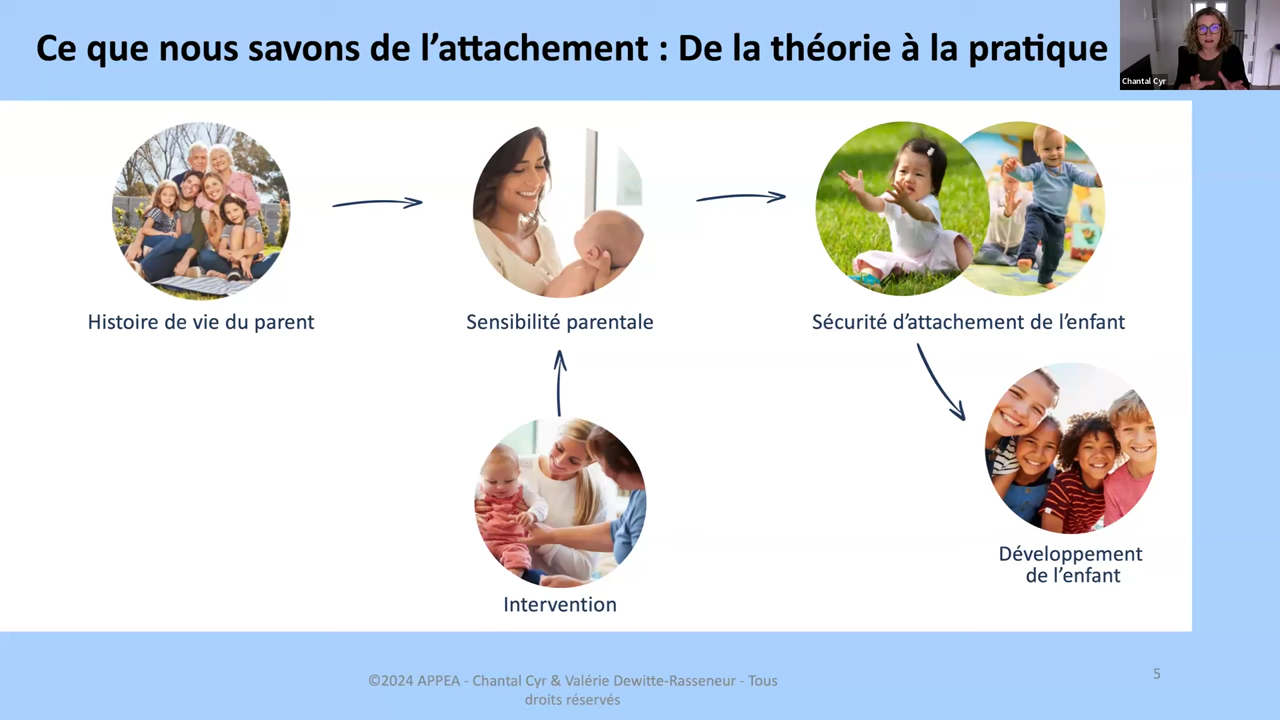 Ce que nous savons de l’attachement : De la théorie à la pratique
Chantal Cyr
Histoire de vie du parent
Sensibilité parentale
Sécurité d’attachement de l’enfant
Intervention
Développement
de l’enfant
©2024 APPEA - Chantal Cyr & Valérie Dewitte-Rasseneur - Tous
droits réservés
5